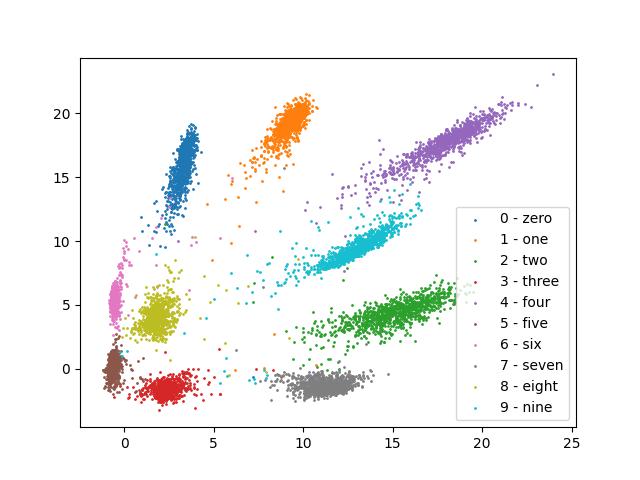 20
15
10
5
0
0 5 10 15 20 25
0 - zero
1 - one
2 - two
3 - three
4 - four
5 - five
6 - six
7 - seven
8 - eight
9 - nine